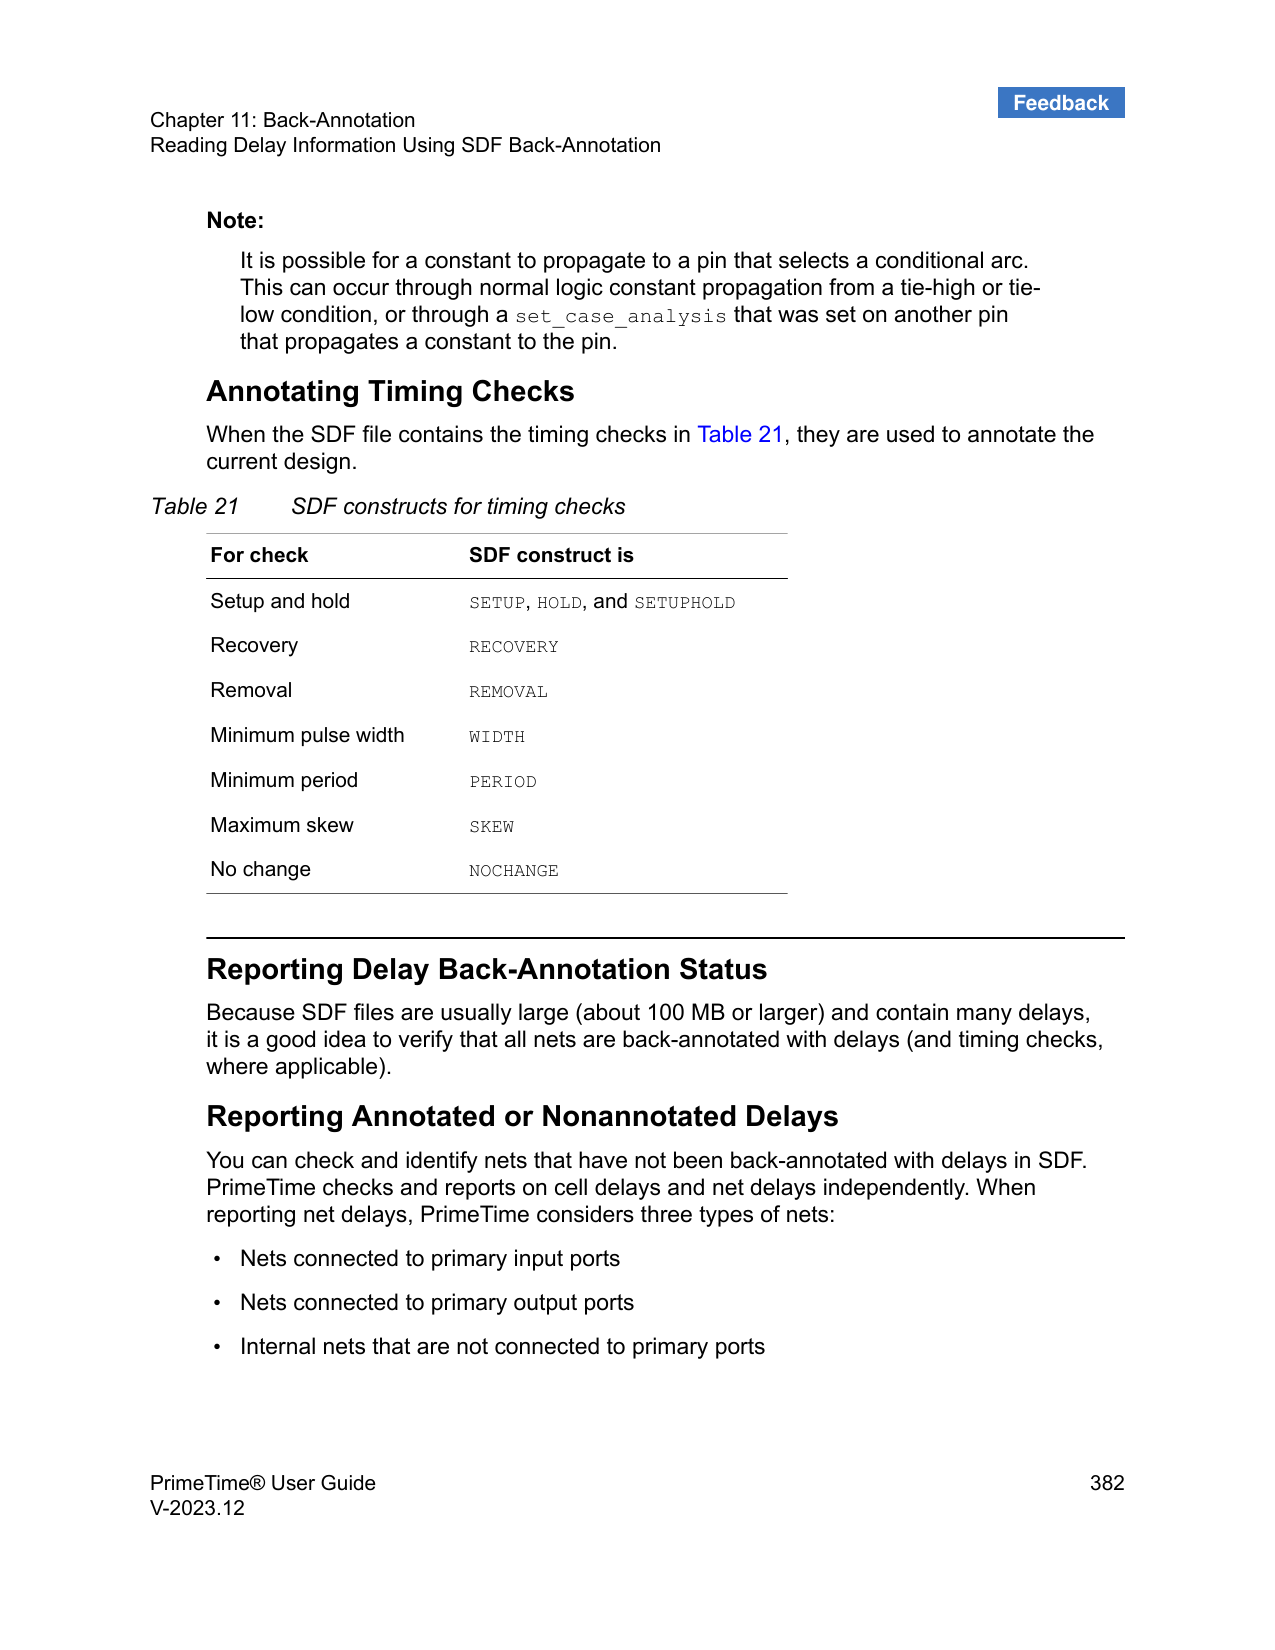 Feedback
Chapter 11: Back-Annotation
Reading Delay Information Using SDF Back-Annotation
Note:
It is possible for a constant to propagate to a pin that selects a conditional arc.
This can occur through normal logic constant propagation from a tie-high or tie-
low condition, or through a set_case_analysis that was set on another pin
that propagates a constant to the pin.
Annotating Timing Checks
When the SDF file contains the timing checks in Table 21, they are used to annotate the
current design.
Table 21 SDF constructs for timing checks
For check SDF construct is
Setup and hold SETUP, HOLD, and SETUPHOLD
Recovery RECOVERY
Removal REMOVAL
Minimum pulse width WIDTH
Minimum period PERIOD
Maximum skew SKEW
No change NOCHANGE
Reporting Delay Back-Annotation Status
Because SDF files are usually large (about 100 MB or larger) and contain many delays,
it is a good idea to verify that all nets are back-annotated with delays (and timing checks,
where applicable).
Reporting Annotated or Nonannotated Delays
You can check and identify nets that have not been back-annotated with delays in SDF.
PrimeTime checks and reports on cell delays and net delays independently. When
reporting net delays, PrimeTime considers three types of nets:
• Nets connected to primary input ports
• Nets connected to primary output ports
• Internal nets that are not connected to primary ports
PrimeTime® User Guide 382
V-2023.12